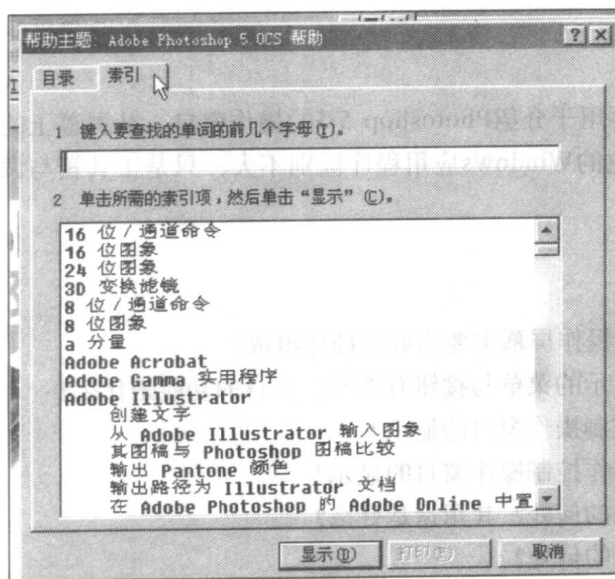 帮助主题: Adobe Photoshop 5.0CS 帮助
目录 索引
1 键入要查找的单词的前几个字母(T)。
2 单击所需的索引项,然后单击“显示”(C)。
16 位/通道命令
16 位图象
24 位图象
3D 变换滤镜
8 位/通道命令
8 位图象
a 分量
Adobe Acrobat
Adobe Gamma 实用程序
Adobe Illustrator
创建文字
从 Adobe Illustrator 输入图象
其图稿与 Photoshop 图稿比较
输出 Pantone 颜色
输出路径为 Illustrator 文档
在 Adobe Photoshop 的 Adobe Online 中置
显示(D) 打印(P) 取消